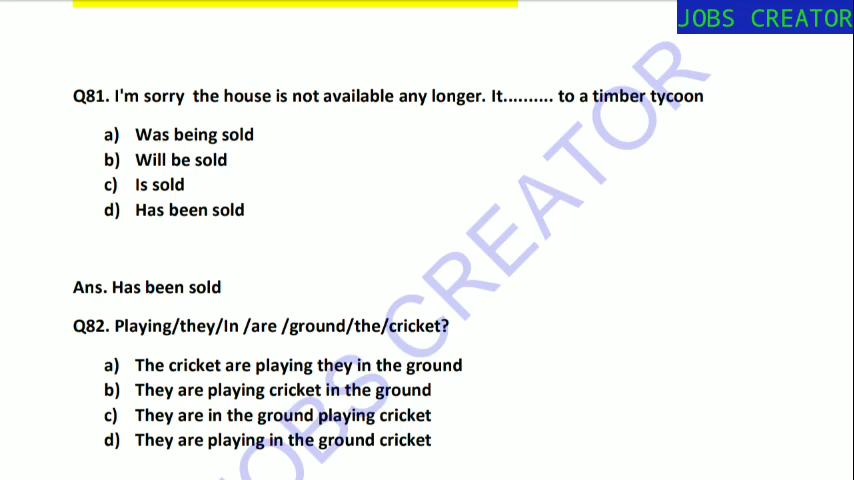 JOBS CREATOR
Q81. I'm sorry the house is not available any longer. It.......... to a timber tycoon
a) Was being sold
b) Will be sold
c) Is sold
d) Has been sold
Ans. Has been sold
Q82. Playing/they/In /are /ground/the/cricket?
a) The cricket are playing they in the ground
b) They are playing cricket in the ground
c) They are in the ground playing cricket
d) They are playing in the ground cricket
JOBS CREATOR